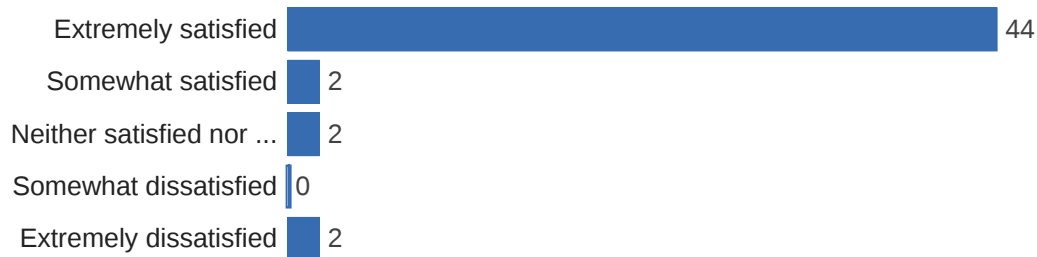 Extremely satisfied 44
Somewhat satisfied 2
Neither satisfied nor ... 2
Somewhat dissatisfied 0
Extremely dissatisfied 2